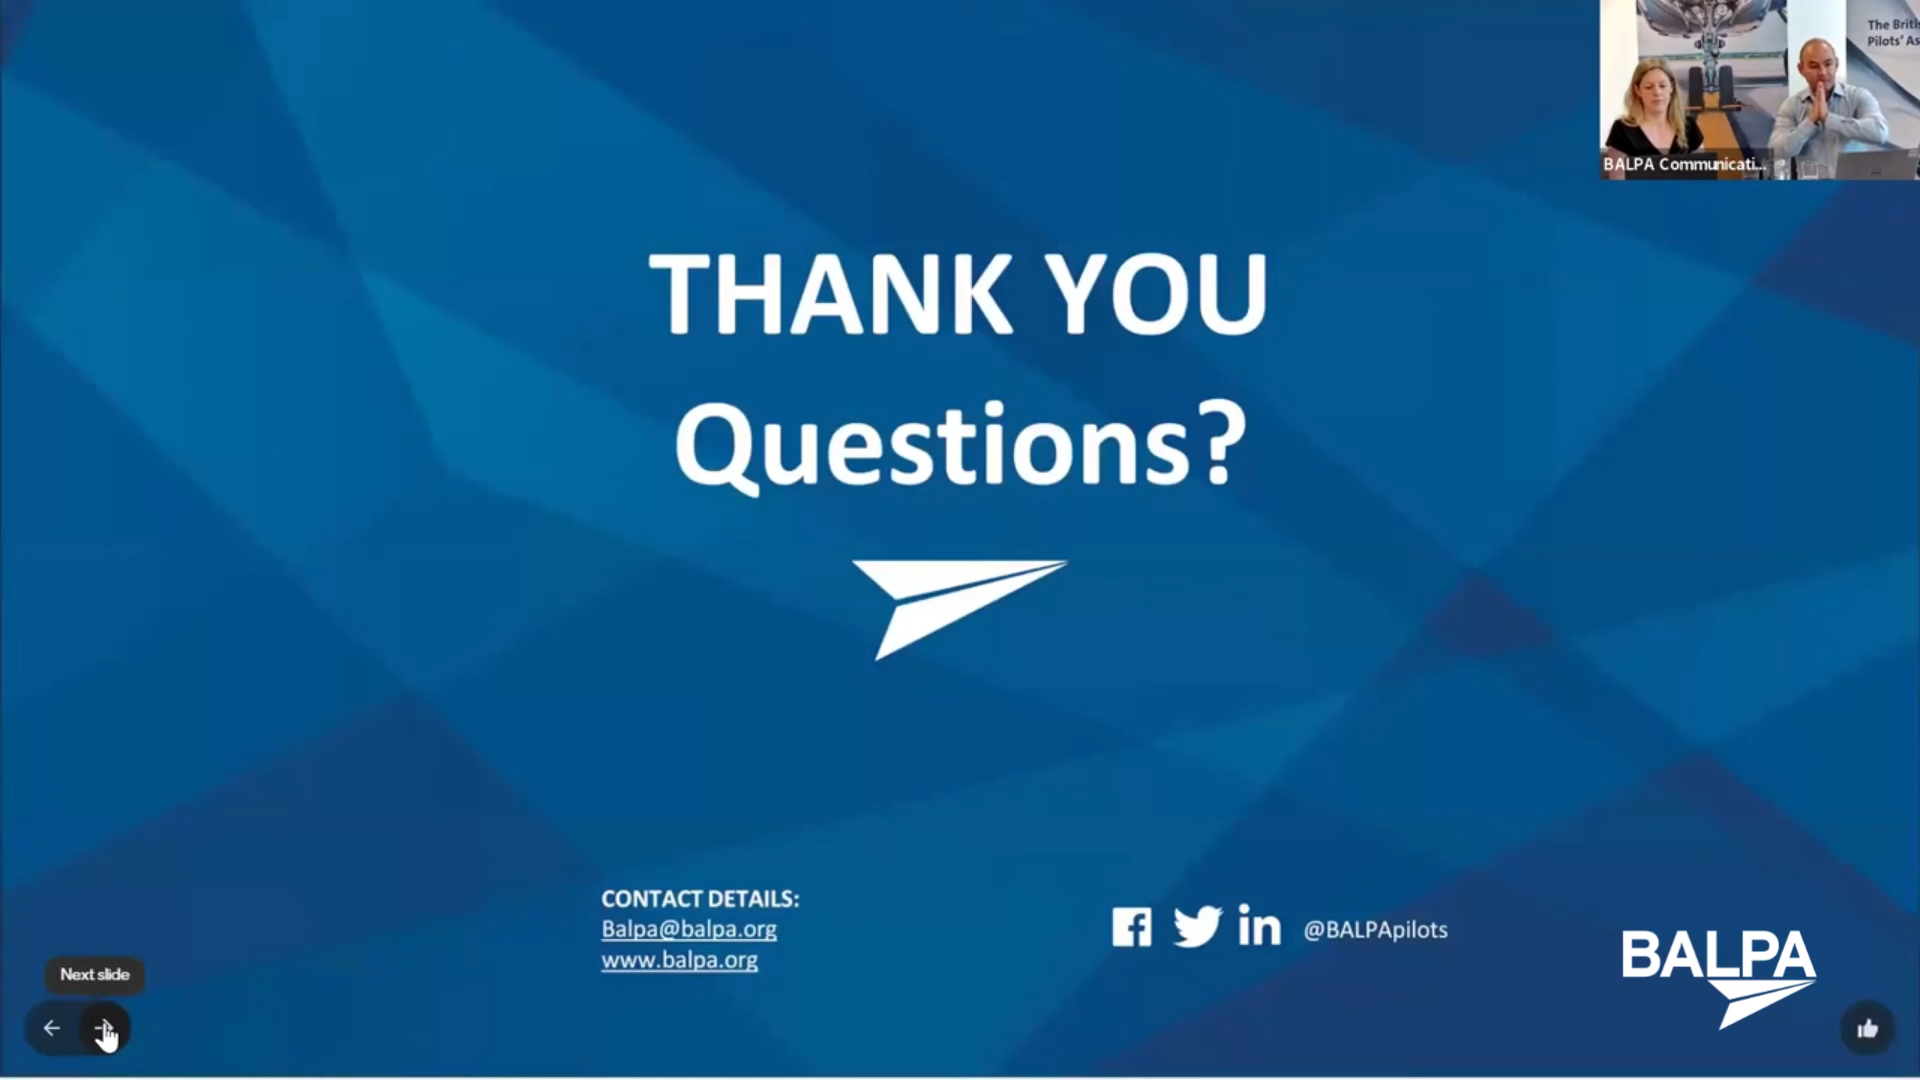 The Briti
Pilots' As
BALPA Communicati...
THANK YOU
Questions?
CONTACT DETAILS:
Balpa@balpa.org
www.balpa.org
@BALPApilots
BALPA
Next slide